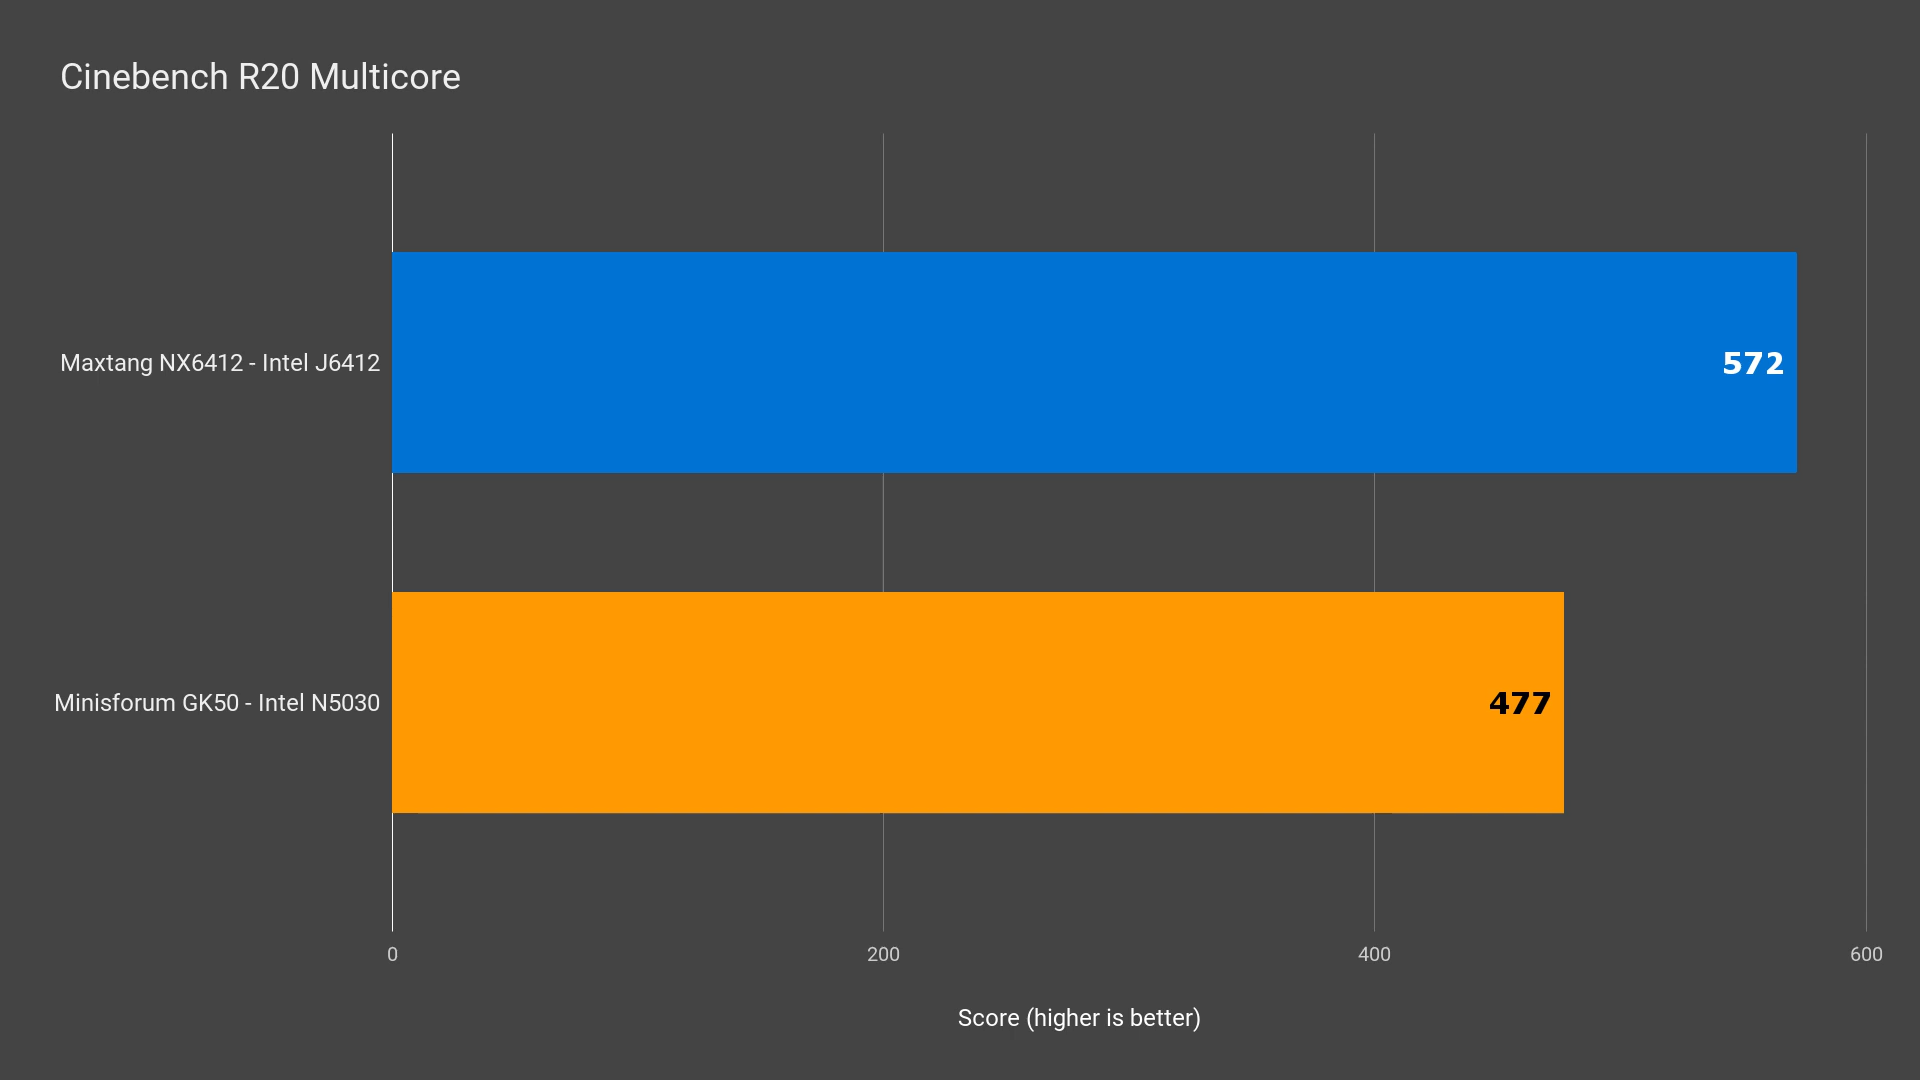 Cinebench R20 Multicore
Maxtang NX6412 - Intel J6412
572
Minisforum GK50 - Intel N5030
477
0 200 400 600
Score (higher is better)